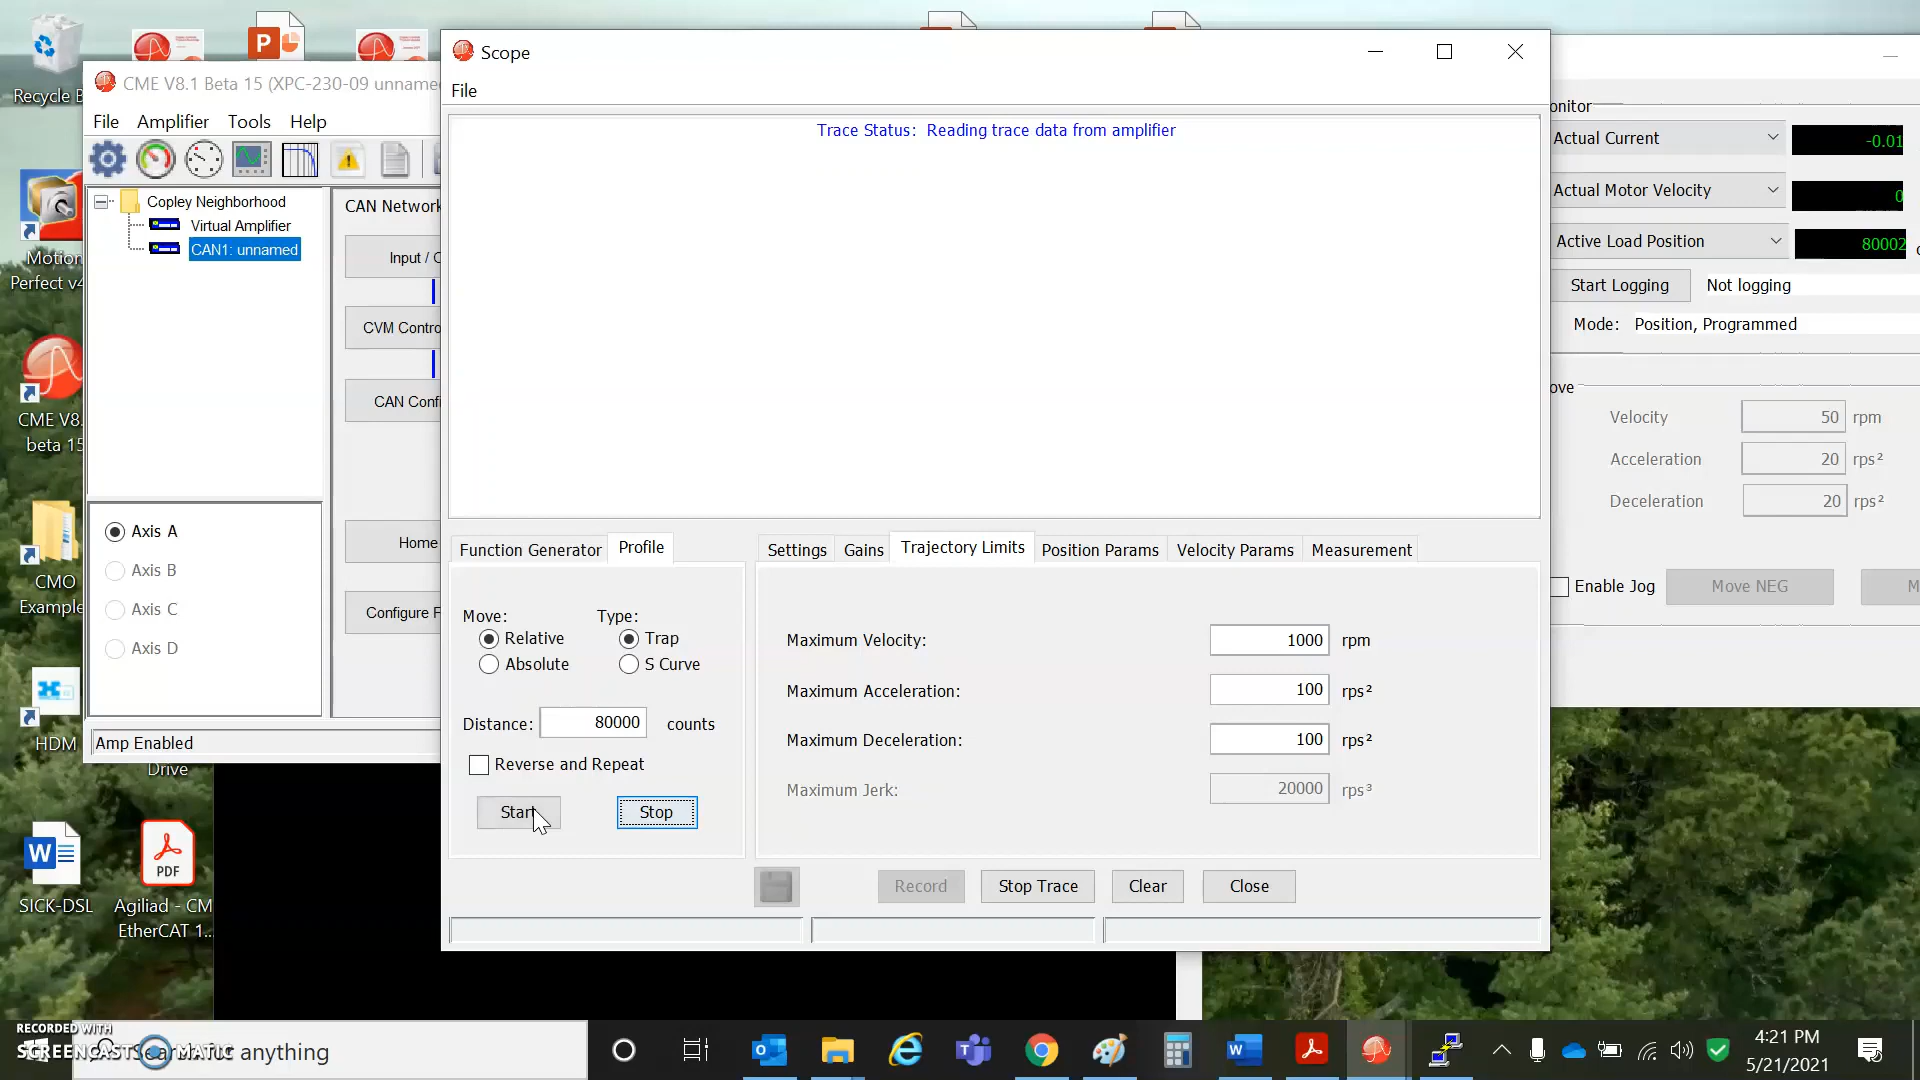 Recycle B
Motion
Perfect v4
CME V8.
beta 15
CMO
Example
HDM
Drive
SICK-DSL
Agiliad - CM
EtherCAT 1...
PDF
CME V8.1 Beta 15 (XPC-230-09 unname
File Amplifier Tools Help
Copley Neighborhood
Virtual Amplifier
CAN1: unnamed
Axis A
Axis B
Axis C
Axis D
Amp Enabled
CAN Network
Input / O
CVM Contro
CAN Confi
Home
Configure F
Scope
File
Trace Status: Reading trace data from amplifier
Function Generator Profile
Move: Type:
Relative Trap
Absolute S Curve
Distance: 80000 counts
Reverse and Repeat
Start Stop
Settings Gains Trajectory Limits Position Params Velocity Params Measurement
Maximum Velocity: 1000 rpm
Maximum Acceleration: 100 rps²
Maximum Deceleration: 100 rps²
Maximum Jerk: 20000 rps³
Record Stop Trace Clear Close
onitor
Actual Current -0.01
Actual Motor Velocity 0
Active Load Position 80002
Start Logging Not logging
Mode: Position, Programmed
ove
Velocity 50 rpm
Acceleration 20 rps²
Deceleration 20 rps²
Enable Jog Move NEG M
RECORDED WITH
SCREENCAST MATIC
anything
4:21 PM
5/21/2021